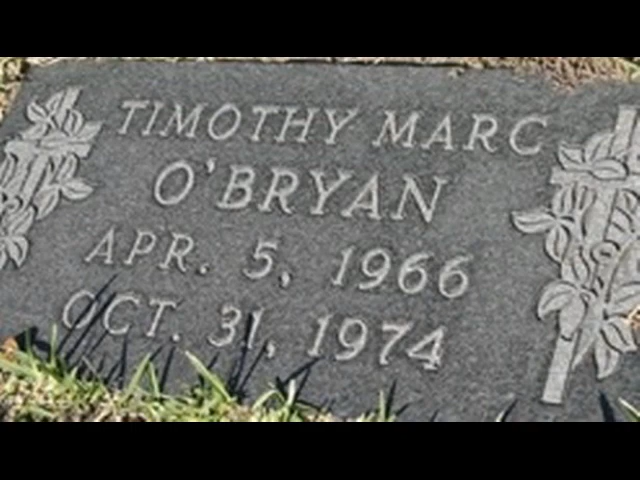 TIMOTHY MARC
O'BRYAN
APR. 5, 1966
OCT. 31, 1974